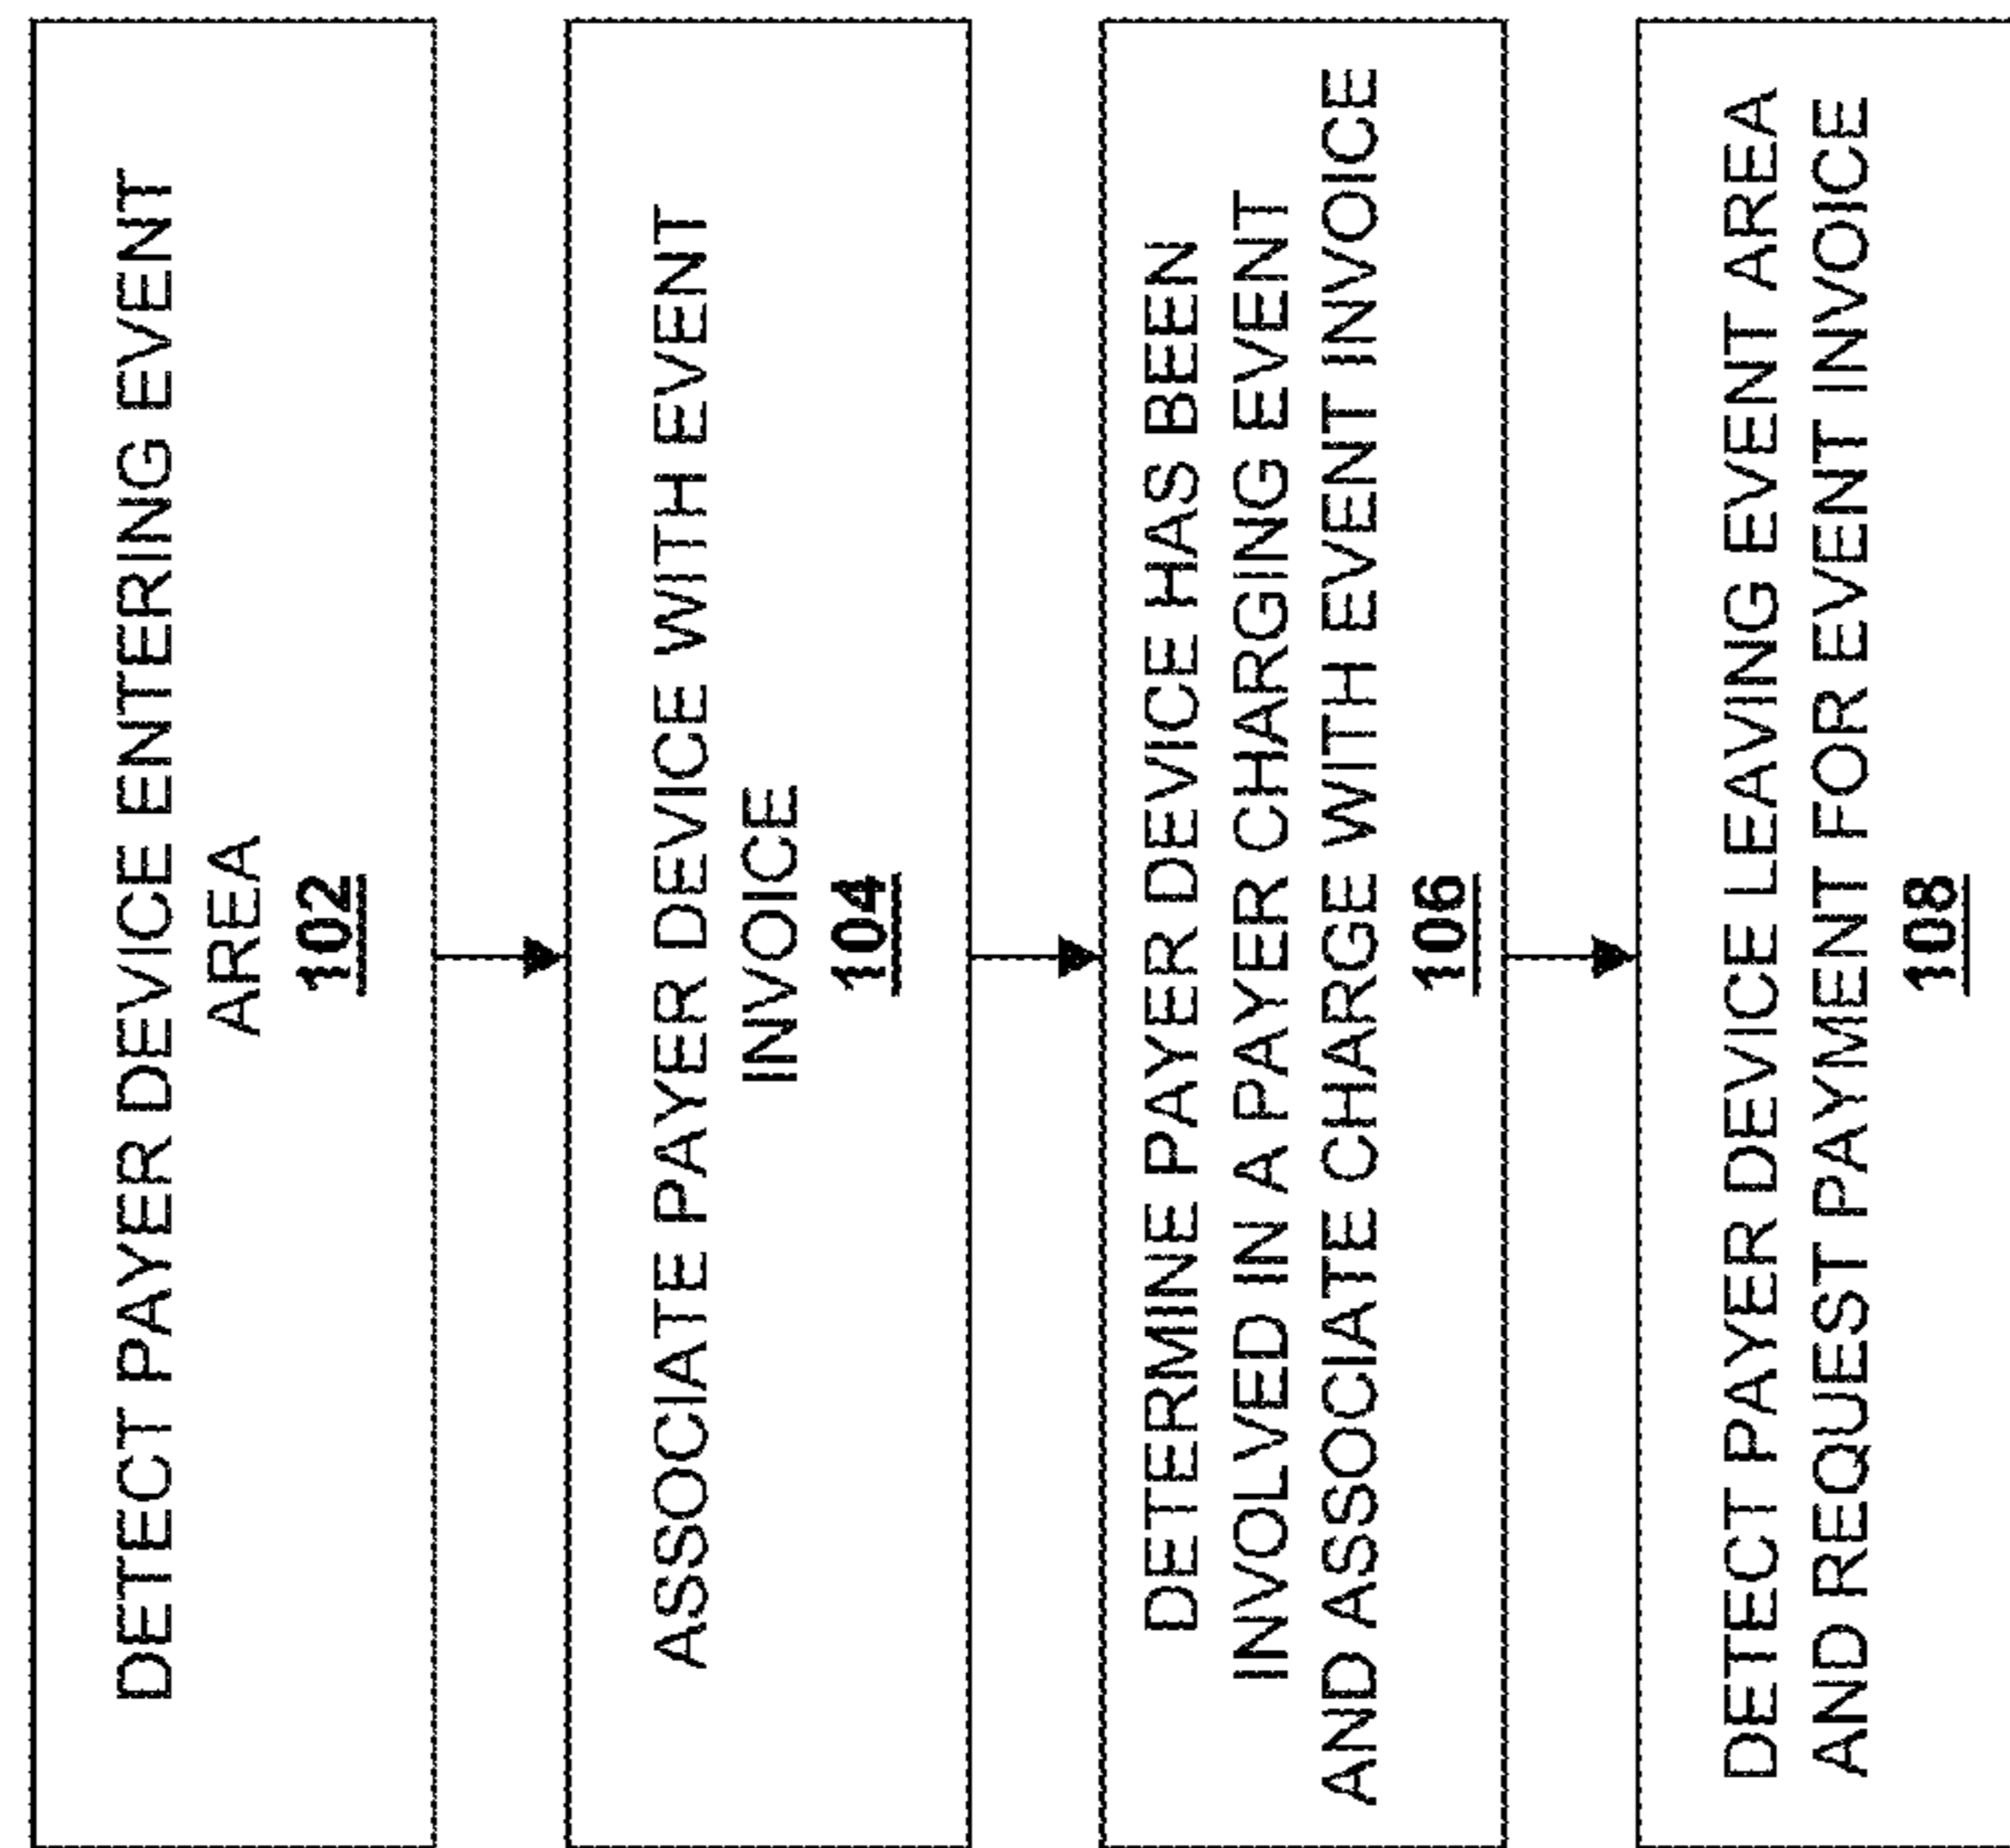 DETECT PAYER DEVICE ENTERING EVENT
AREA
102
ASSOCIATE PAYER DEVICE WITH EVENT
INVOICE
104
DETERMINE PAYER DEVICE HAS BEEN
INVOLVED IN A PAYER CHARGING EVENT
AND ASSOCIATE CHARGE WITH EVENT INVOICE
106
DETECT PAYER DEVICE LEAVING EVENT AREA
AND REQUEST PAYMENT FOR EVENT INVOICE
108